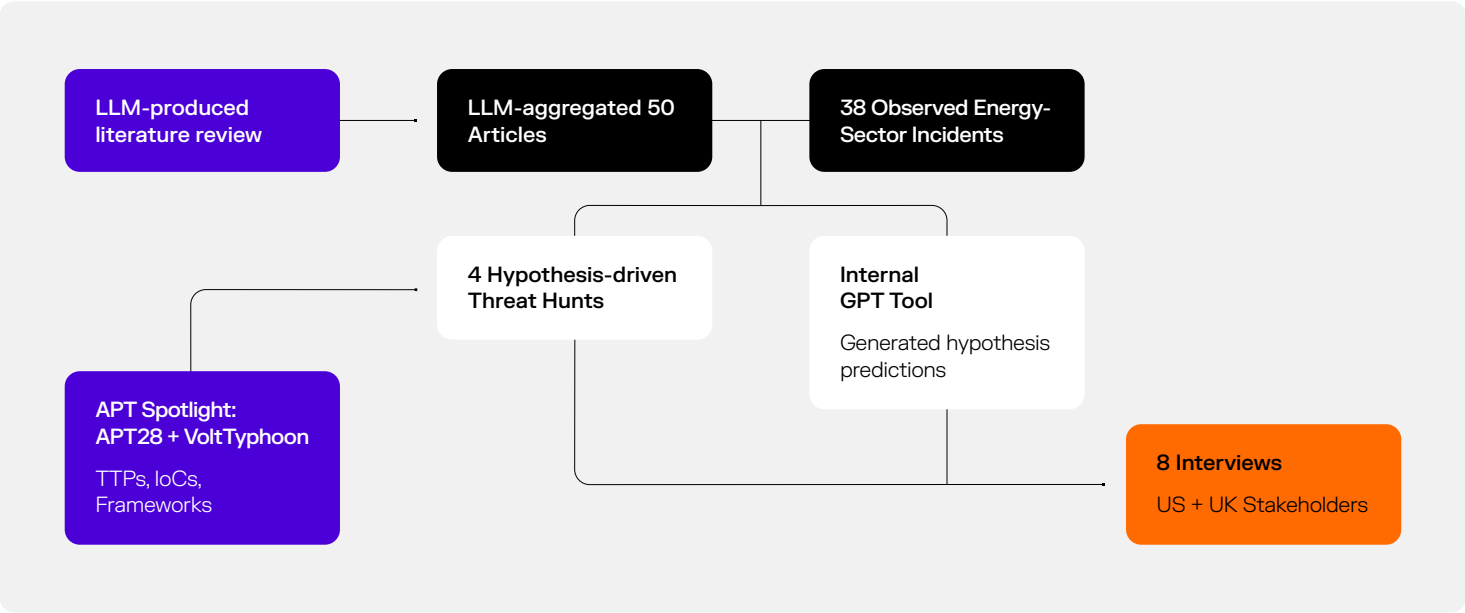 LLM-produced
literature review
LLM-aggregated 50
Articles
38 Observed Energy-
Sector Incidents
4 Hypothesis-driven
Threat Hunts
Internal
GPT Tool
Generated hypothesis
predictions
APT Spotlight:
APT28 + VoltTyphoon
TTPs, IoCs,
Frameworks
8 Interviews
US + UK Stakeholders